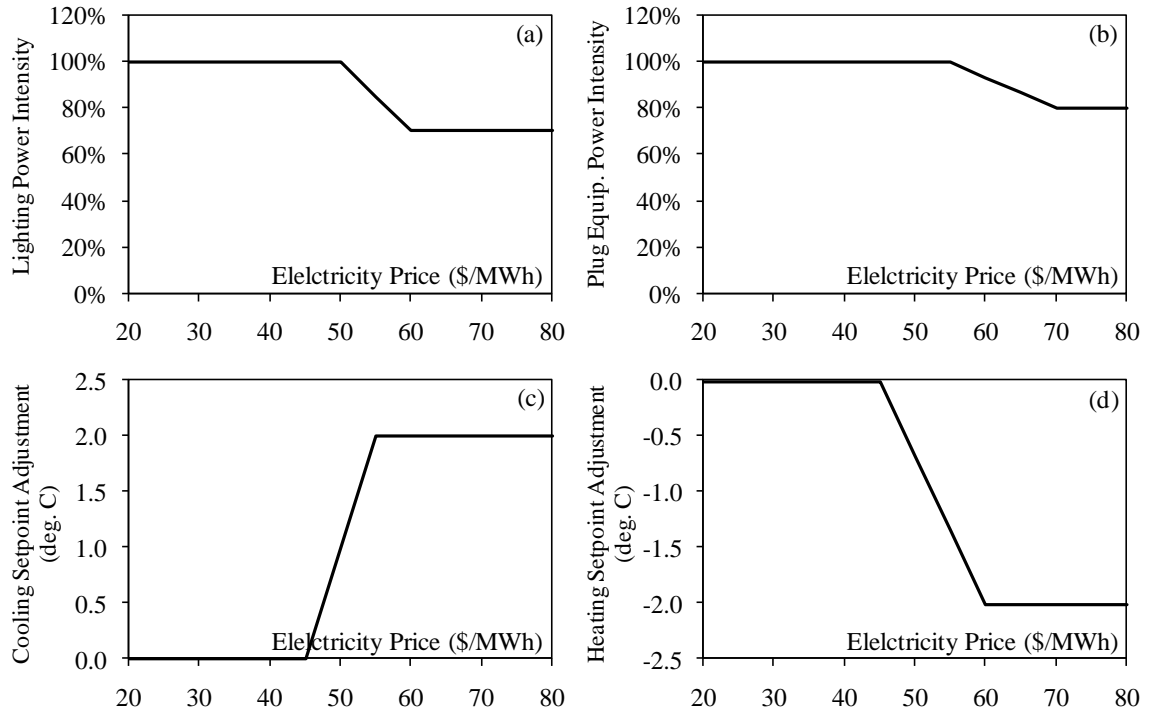 120%
100%
80%
60%
40%
20%
0%
Lighting Power Intensity
(a)
Elelctricity Price ($/MWh)
20 30 40 50 60 70 80
120%
100%
80%
60%
40%
20%
0%
Plug Equip. Power Intensity
(b)
Elelctricity Price ($/MWh)
20 30 40 50 60 70 80
2.5
2.0
1.5
1.0
0.5
0.0
Cooling Setpoint Adjustment
(deg. C)
(c)
Elelctricity Price ($/MWh)
20 30 40 50 60 70 80
0.0
-0.5
-1.0
-1.5
-2.0
-2.5
Heating Setpoint Adjustment
(deg. C)
(d)
Elelctricity Price ($/MWh)
20 30 40 50 60 70 80